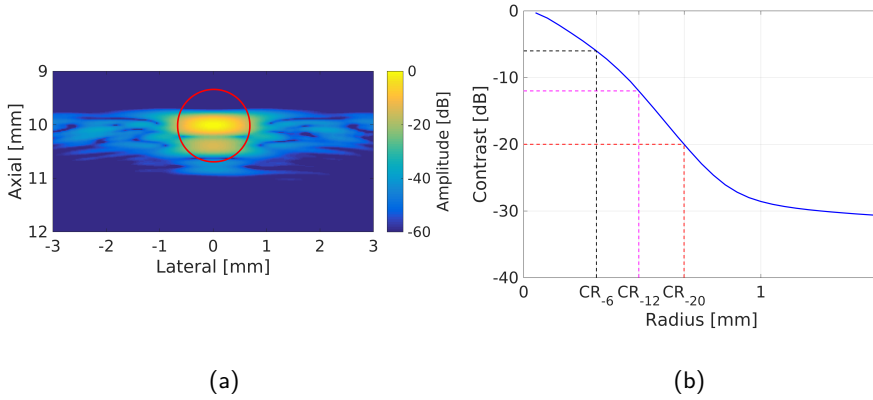 9
10
11
12
Axial [mm]
-3
-2
-1
0
1
2
3
Lateral [mm]
0
-20
-40
-60
Amplitude [dB]
(a)
0
-10
-20
-30
-40
Contrast [dB]
0
CR-6
CR-12
CR-20
1
Radius [mm]
(b)